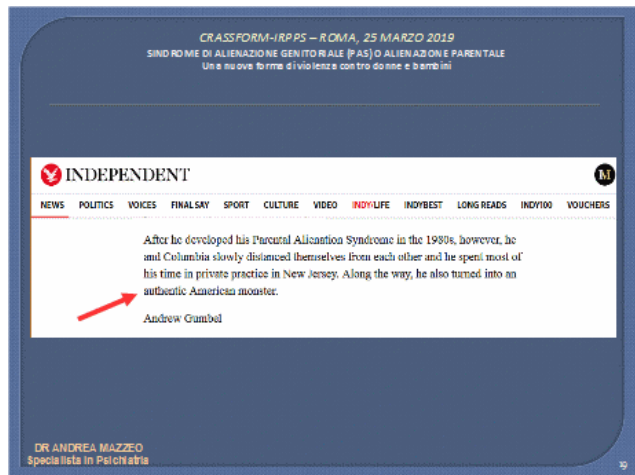 CRASSFORM-IRPPS – ROMA, 25 MARZO 2019
SINDROME DI ALIENAZIONE GENITORIALE (PAS) O ALIENAZIONE PARENTALE
Una nuova forma di violenza contro donne e bambini
INDEPENDENT
M
NEWS POLITICS VOICES FINAL SAY SPORT CULTURE VIDEO INDY/LIFE INDYBEST LONG READS INDY100 VOUCHERS
After he developed his Parental Alienation Syndrome in the 1980s, however, he
and Columbia slowly distanced themselves from each other and he spent most of
his time in private practice in New Jersey. Along the way, he also turned into an
authentic American monster.
Andrew Gumbel
DR ANDREA MAZZEO
Specialista in Psichiatria